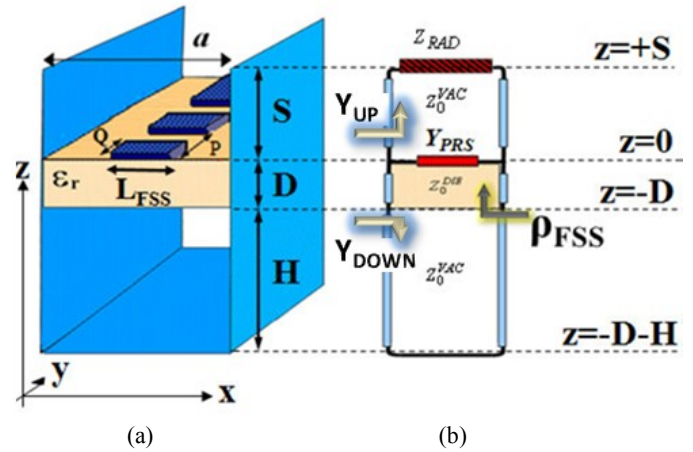 a
S
Q
P
z
εr
LFSS
D
H
y
x
(a)
ZRAD
z=+S
Z0VAC
YUP
YPRS
z=0
Z0DIE
z=-D
ρFSS
YDOWN
Z0VAC
z=-D-H
(b)